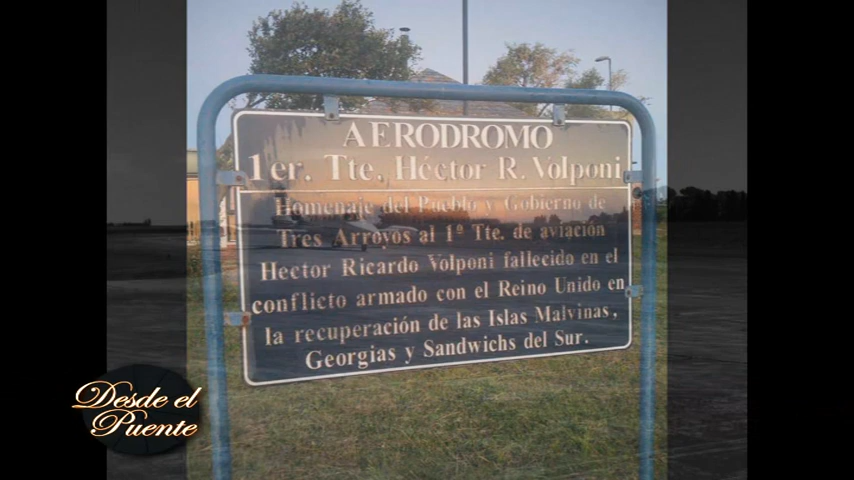 AERODROMO
1er. Tte. Héctor R. Volponi
Homenaje del Pueblo y Gobierno de
Tres Arroyos al 1º Tte. de aviación
Hector Ricardo Volponi fallecido en el
conflicto armado con el Reino Unido en
la recuperación de las Islas Malvinas,
Georgias y Sandwichs del Sur.
Desde el
Puente